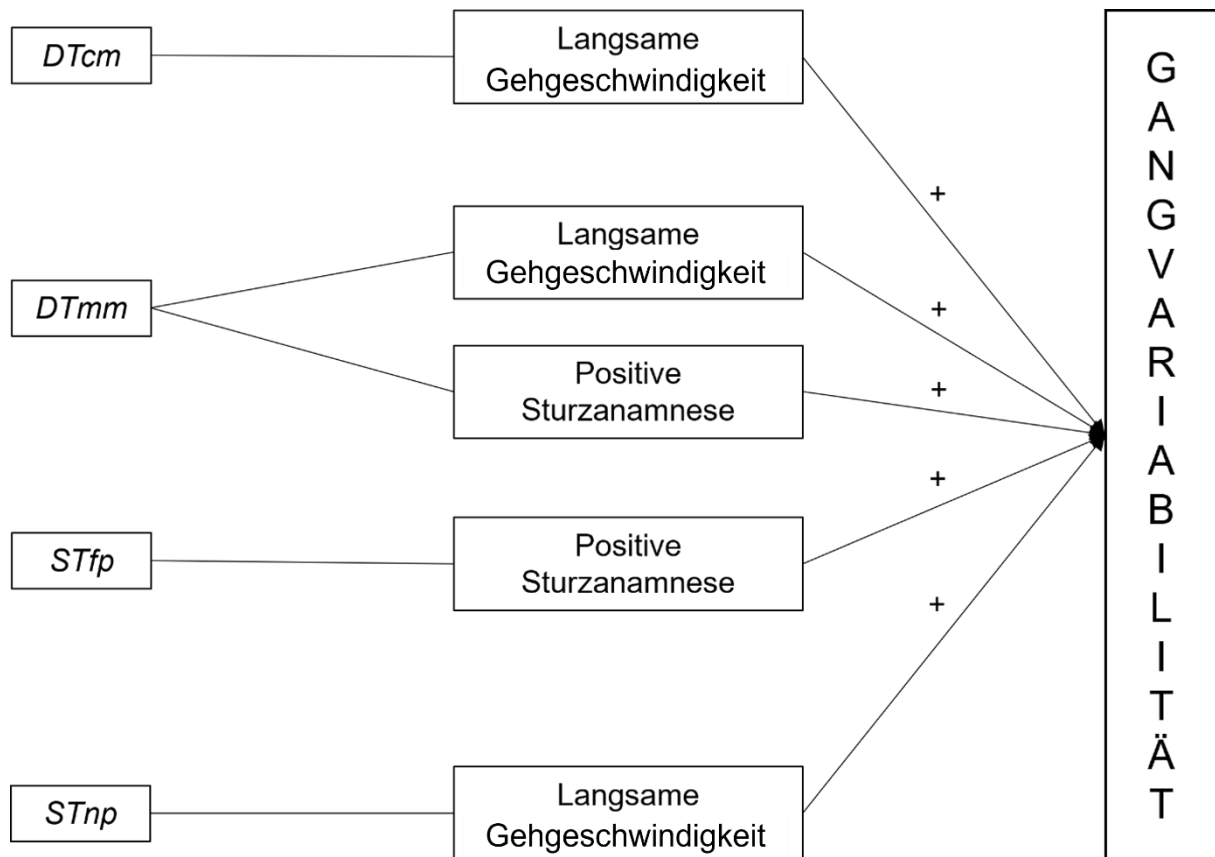 DTcm
Langsame
Gehgeschwindigkeit
+
DTmm
Langsame
Gehgeschwindigkeit
+
Positive
Sturzanamnese
+
STfp
Positive
Sturzanamnese
+
STnp
Langsame
Gehgeschwindigkeit
+
G
A
N
G
V
A
R
I
A
B
I
L
I
T
Ä
T